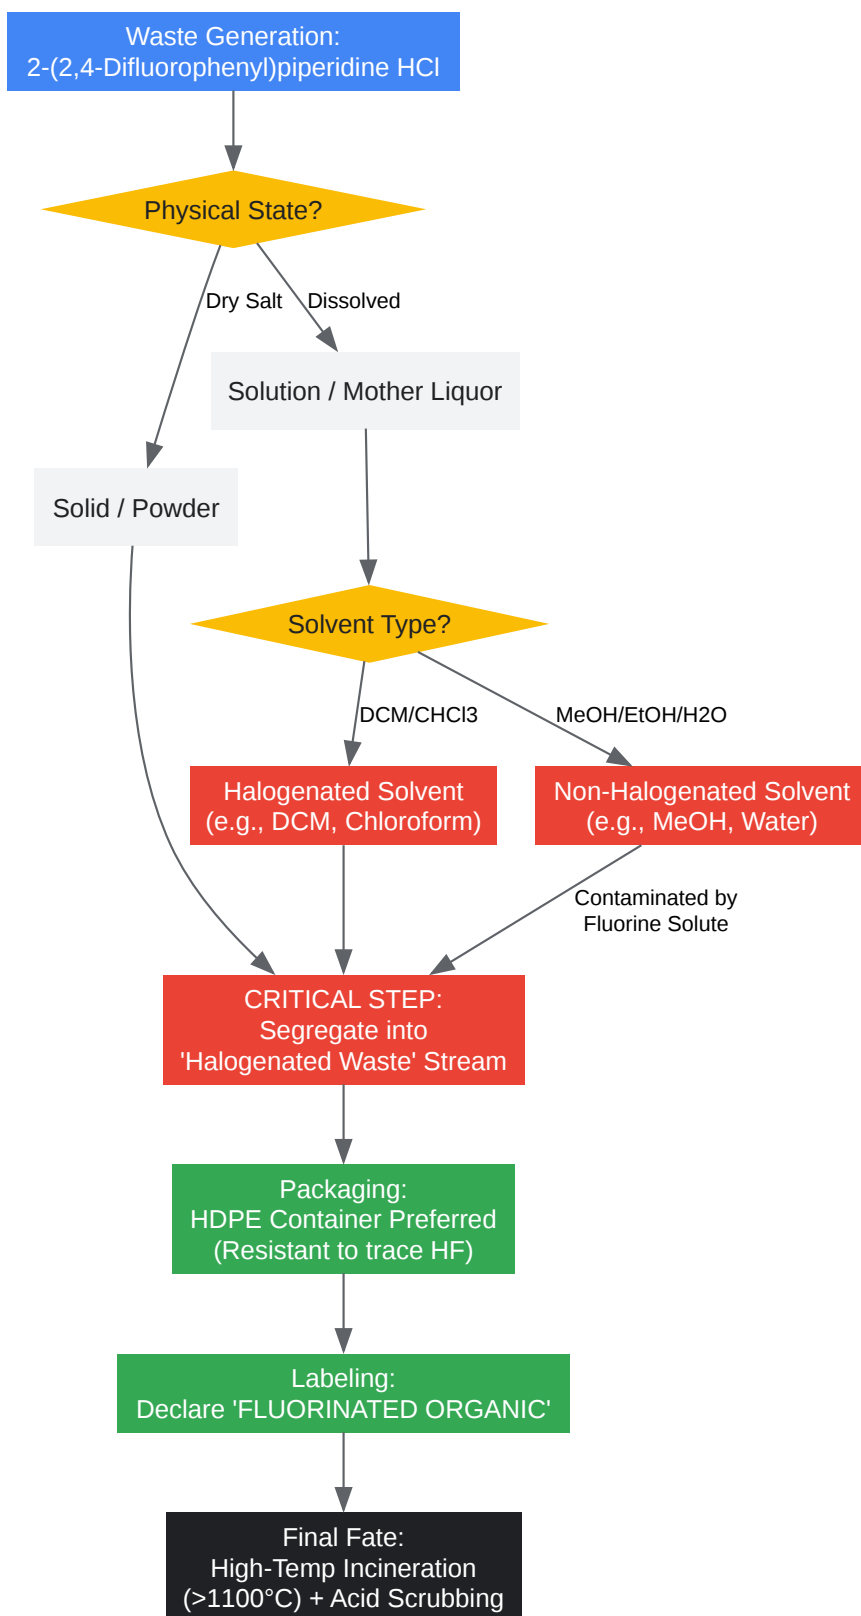 Waste Generation:
2-(2,4-Difluorophenyl)piperidine HCl
Physical State?
Dry Salt
Dissolved
Solution / Mother Liquor
Solid / Powder
Solvent Type?
DCM/CHCl3
MeOH/EtOH/H2O
Halogenated Solvent
(e.g., DCM, Chloroform)
Non-Halogenated Solvent
(e.g., MeOH, Water)
Contaminated by
Fluorine Solute
CRITICAL STEP:
Segregate into
'Halogenated Waste' Stream
Packaging:
HDPE Container Preferred
(Resistant to trace HF)
Labeling:
Declare 'FLUORINATED ORGANIC'
Final Fate:
High-Temp Incineration
(>1100°C) + Acid Scrubbing